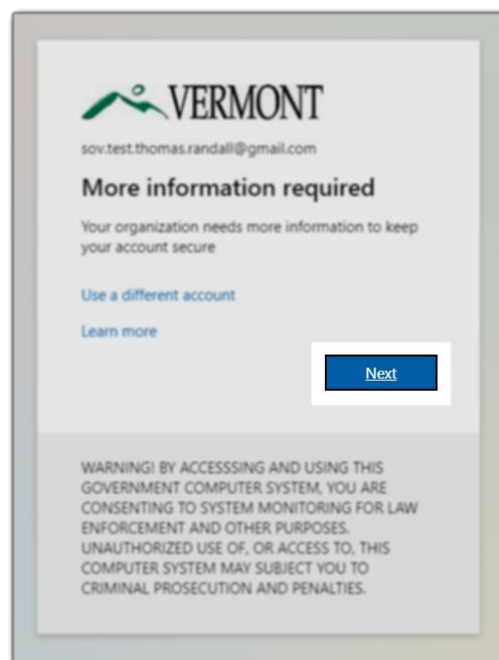 VERMONT
sov.test.thomas.randall@gmail.com
More information required
Your organization needs more information to keep
your account secure
Use a different account
Learn more
Next
WARNING! BY ACCESSSING AND USING THIS
GOVERNMENT COMPUTER SYSTEM, YOU ARE
CONSENTING TO SYSTEM MONITORING FOR LAW
ENFORCEMENT AND OTHER PURPOSES.
UNAUTHORIZED USE OF, OR ACCESS TO, THIS
COMPUTER SYSTEM MAY SUBJECT YOU TO
CRIMINAL PROSECUTION AND PENALTIES.